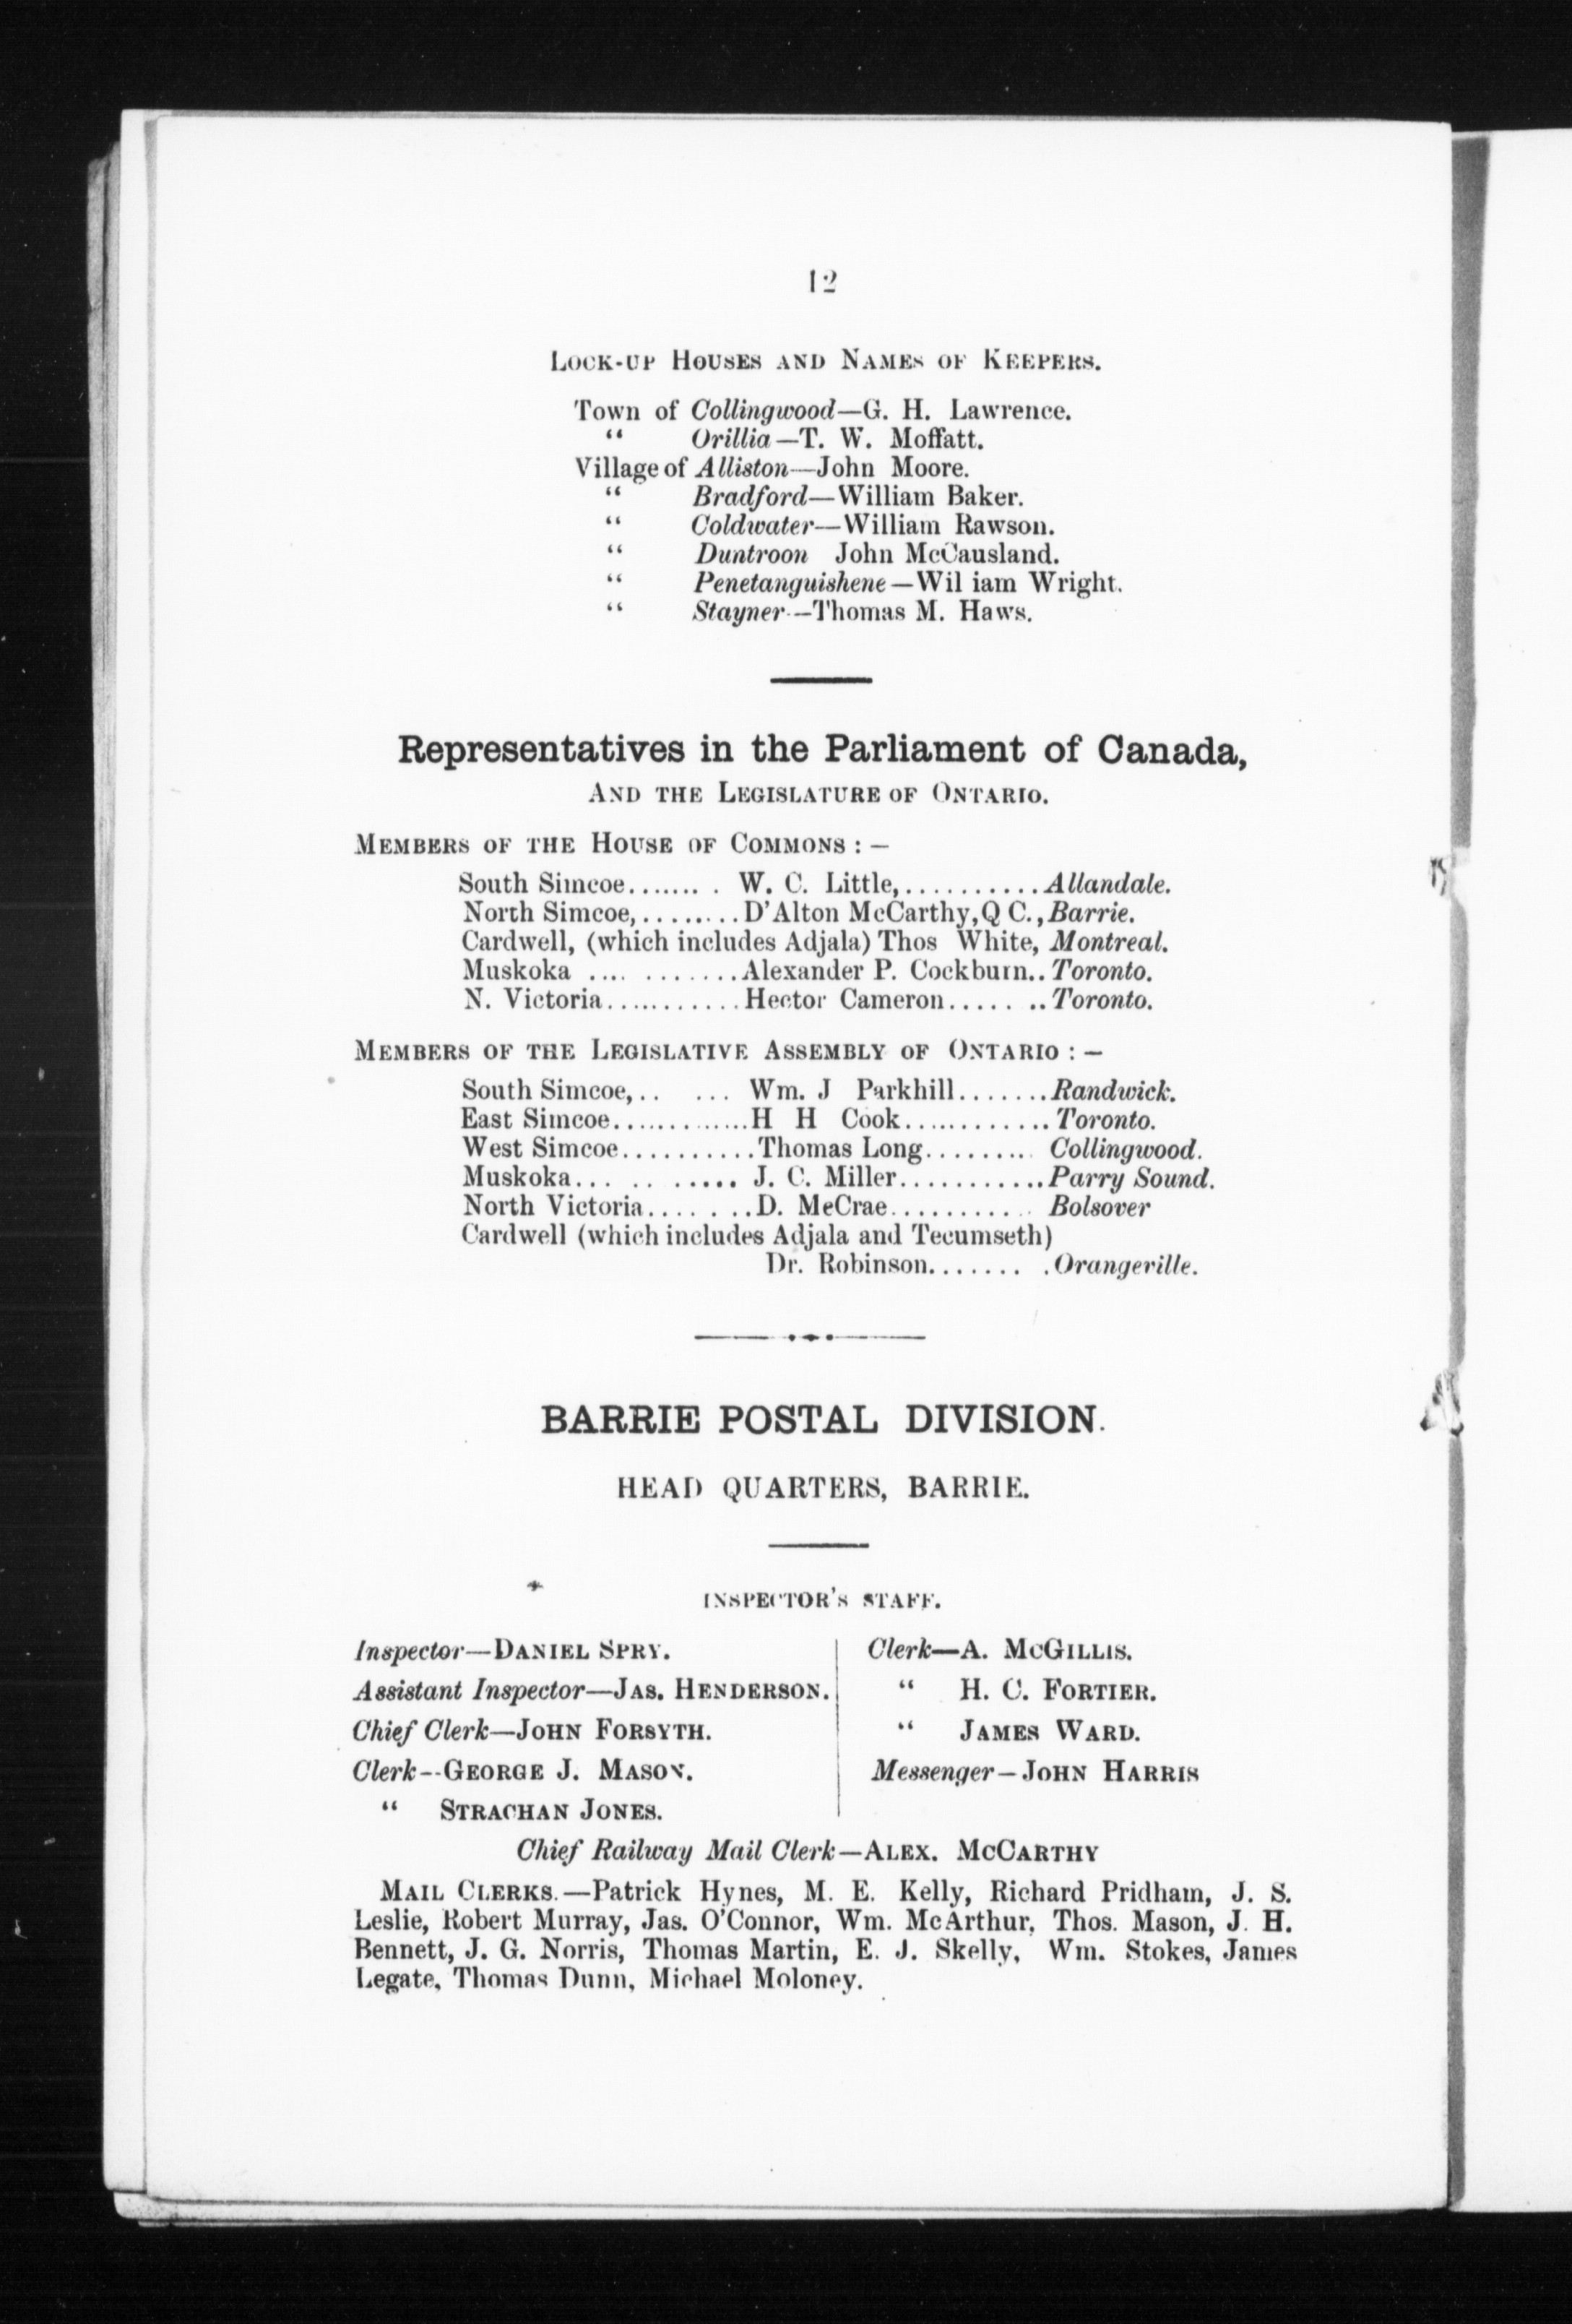 12
LOCK-UP HOUSES AND NAMES OF KEEPERS.
Town of Collingwood—G. H. Lawrence.
“ Orillia—T. W. Moffatt.
Village of Alliston—John Moore.
“ Bradford—William Baker.
“ Coldwater—William Rawson.
“ Duntroon John McCausland.
“ Penetanguishene—Wil iam Wright.
“ Stayner—Thomas M. Haws.
Representatives in the Parliament of Canada,
AND THE LEGISLATURE OF ONTARIO.
MEMBERS OF THE HOUSE OF COMMONS :—
South Simcoe....... . W. C. Little,..........Allandale.
North Simcoe,........D'Alton McCarthy,Q C.,Barrie.
Cardwell, (which includes Adjala) Thos White, Montreal.
Muskoka .... ........Alexander P. Cockburn..Toronto.
N. Victoria...........Hector Cameron..... . ..Toronto.
MEMBERS OF THE LEGISLATIVE ASSEMBLY OF ONTARIO :—
South Simcoe,.. ... Wm. J Parkhill.......Randwick.
East Simcoe.............H H Cook............Toronto.
West Simcoe..........Thomas Long......... Collingwood.
Muskoka... . . ..... J. C. Miller...........Parry Sound.
North Victoria.... . ...D. McCrae.......... . Bolsover
Cardwell (which includes Adjala and Tecumseth)
Dr. Robinson...... . .Orangeville.
BARRIE POSTAL DIVISION.
HEAD QUARTERS, BARRIE.
INSPECTOR'S STAFF.
Inspector—DANIEL SPRY.
Assistant Inspector—JAS. HENDERSON.
Chief Clerk—JOHN FORSYTH.
Clerk--GEORGE J. MASON.
“ STRACHAN JONES.
Clerk—A. MCGILLIS.
“ H. C. FORTIER.
“ JAMES WARD.
Messenger—JOHN HARRIS
Chief Railway Mail Clerk—ALEX. MCCARTHY
MAIL CLERKS.—Patrick Hynes, M. E. Kelly, Richard Pridham, J. S.
Leslie, Robert Murray, Jas. O'Connor, Wm. McArthur, Thos. Mason, J. H.
Bennett, J. G. Norris, Thomas Martin, E. J. Skelly, Wm. Stokes, James
Legate, Thomas Dunn, Michael Moloney.